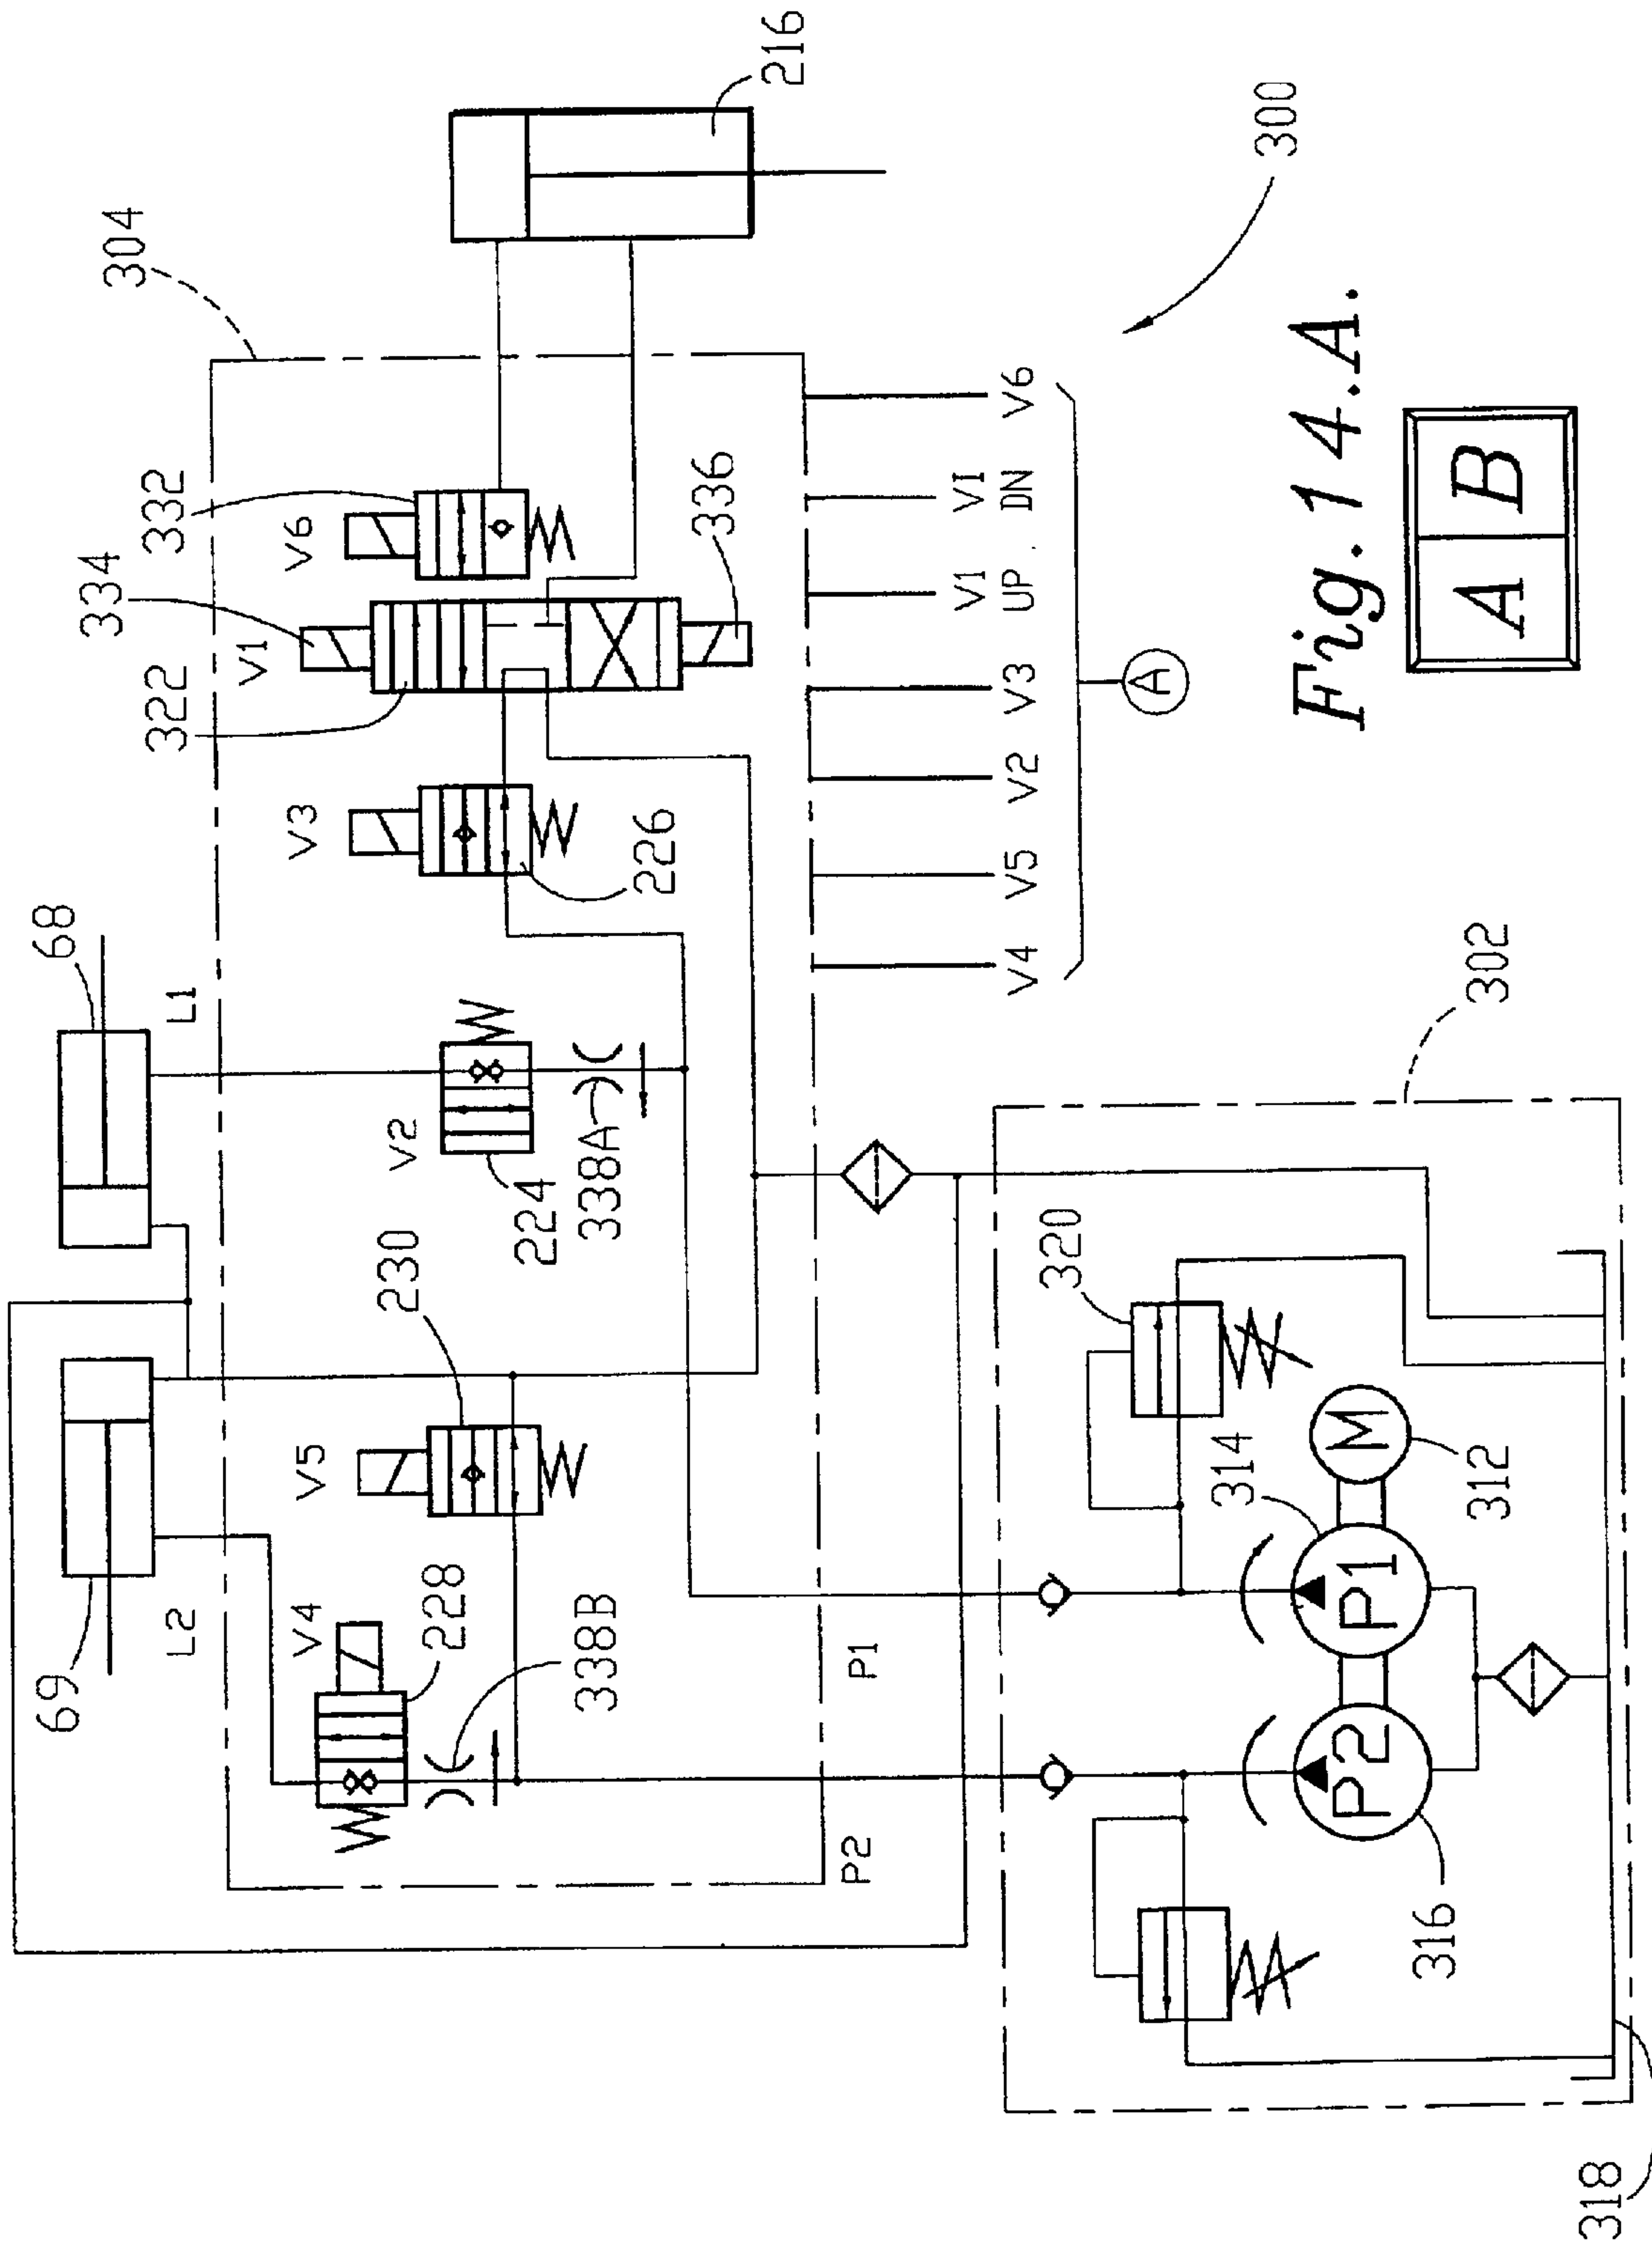 69
L2
V4
228
338B
V5
230
68
L1
V2
224
338A
V3
226
322
V1
334
336
V6
332
304
216
P2
P1
V4
V5
V2
V3
V1
UP.
VI
DN
V6
A
300
302
320
314
P2
P1
M
312
316
318
Fig. 14.A.
A B